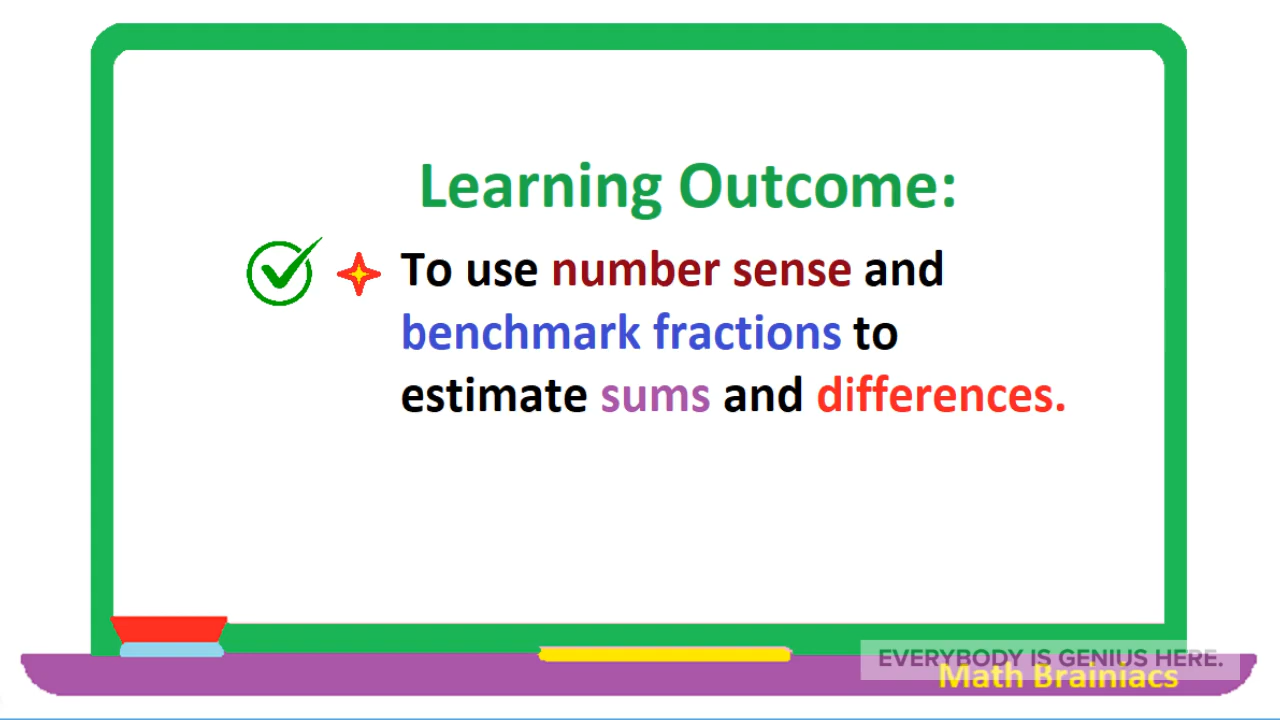 Learning Outcome:
To use number sense and
benchmark fractions to
estimate sums and differences.
EVERYBODY IS GENIUS HERE.
Math Brainiacs